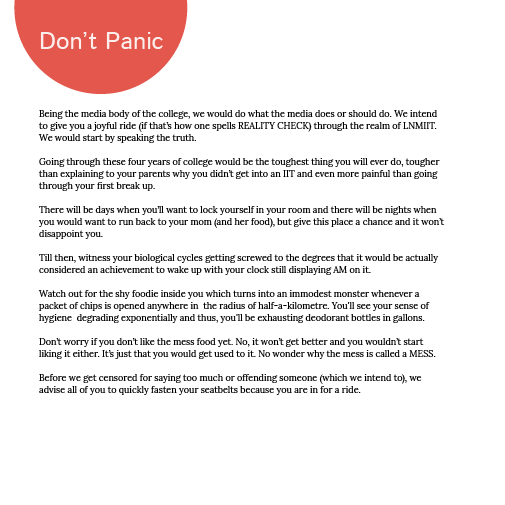 Don't Panic
Being the media body of the college, we would do what the media does or should do. We intend
to give you a joyful ride (if that's how one spells REALITY CHECK) through the realm of LNMIIT.
We would start by speaking the truth.
Going through these four years of college would be the toughest thing you will ever do, tougher
than explaining to your parents why you didn't get into an IIT and even more painful than going
through your first break up.
There will be days when you'll want to lock yourself in your room and there will be nights when
you would want to run back to your mom (and her food), but give this place a chance and it won't
disappoint you.
Till then, witness your biological cycles getting screwed to the degrees that it would be actually
considered an achievement to wake up with your clock still displaying AM on it.
Watch out for the shy foodie inside you which turns into an immodest monster whenever a
packet of chips is opened anywhere in  the radius of half-a-kilometre. You'll see your sense of
hygiene  degrading exponentially and thus, you'll be exhausting deodorant bottles in gallons.
Don't worry if you don't like the mess food yet. No, it won't get better and you wouldn't start
liking it either. It's just that you would get used to it. No wonder why the mess is called a MESS.
Before we get censored for saying too much or offending someone (which we intend to), we
advise all of you to quickly fasten your seatbelts because you are in for a ride.